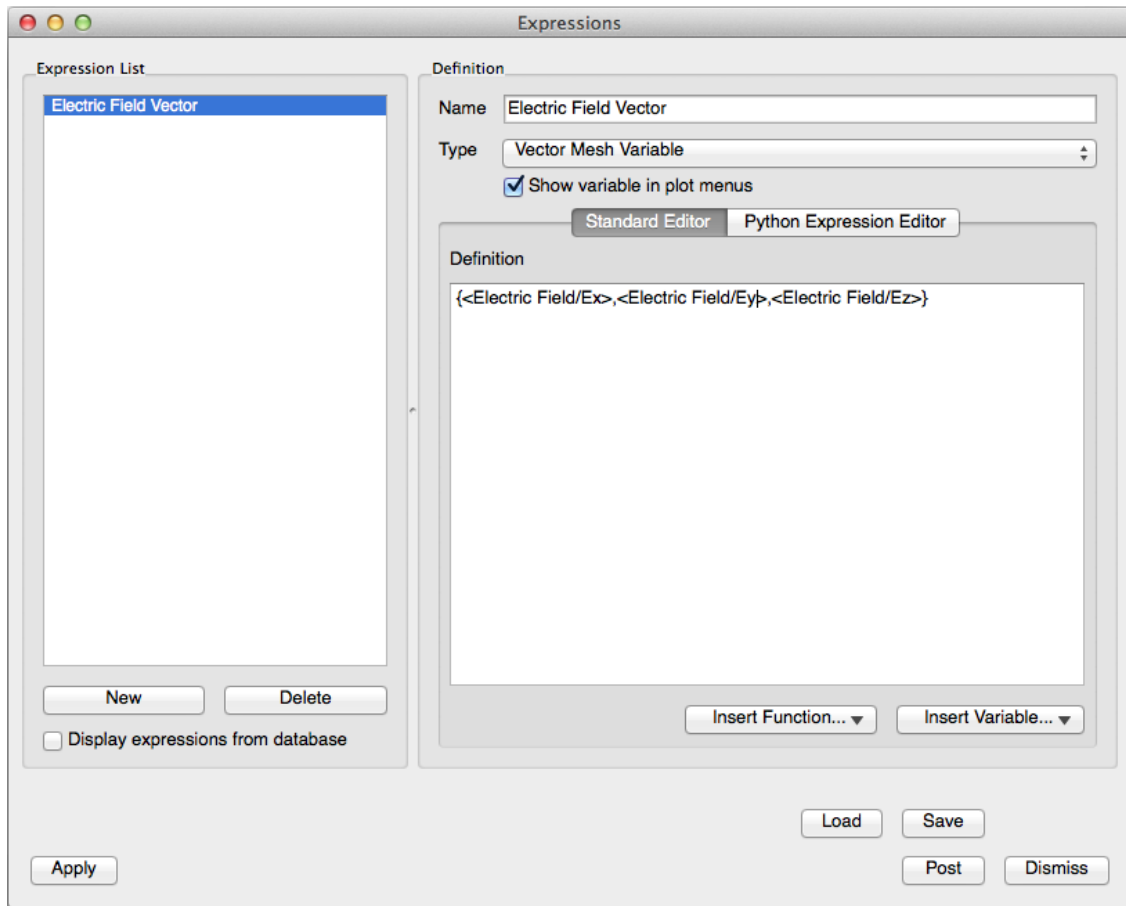 Expressions
Expression List
Electric Field Vector
New
Delete
Display expressions from database
Definition
Name Electric Field Vector
Type Vector Mesh Variable
Show variable in plot menus
Standard Editor
Python Expression Editor
Definition
{<Electric Field/Ex>,<Electric Field/Ey>,<Electric Field/Ez>}
Insert Function...
Insert Variable...
Load
Save
Apply
Post
Dismiss